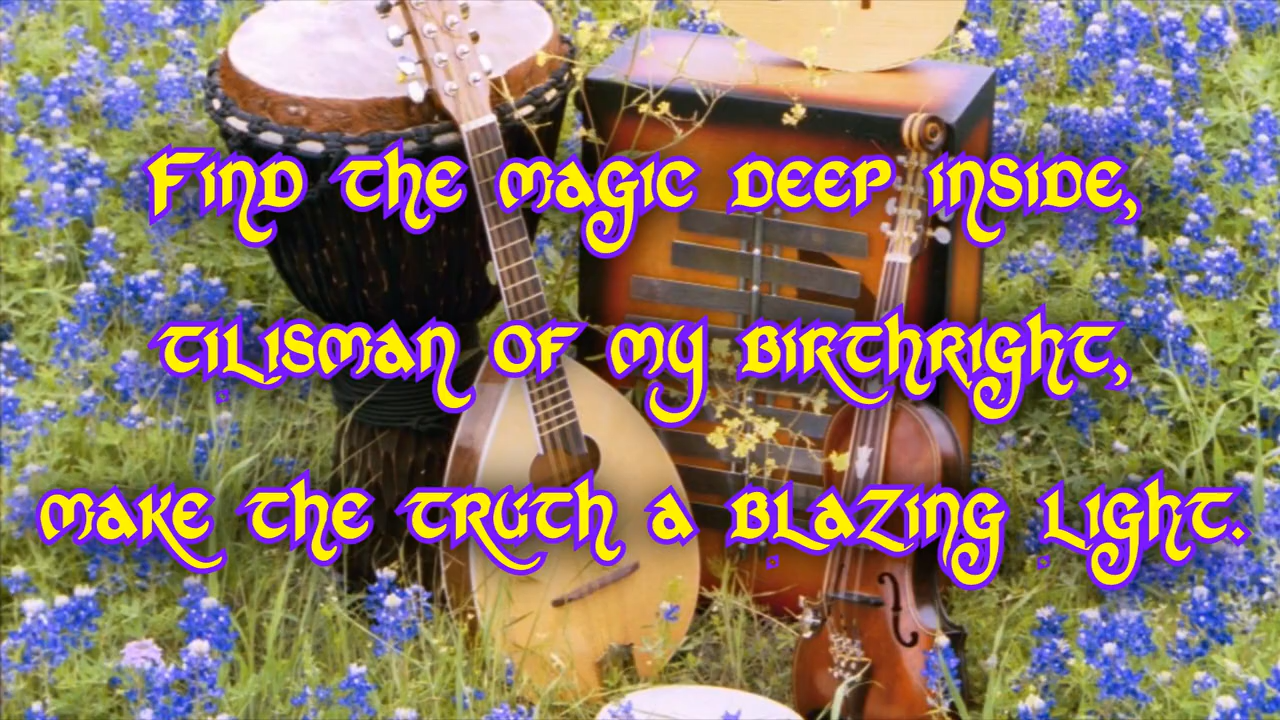 Find the magic deep inside,
tilisman of my birthright,
make the truth a blazing light.